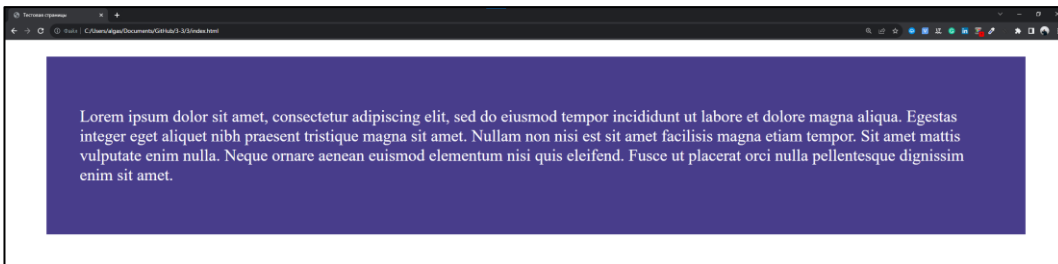 Тестовая страница
Файл | C:/Users/algas/Documents/GitHub/3-3/3/index.html
Lorem ipsum dolor sit amet, consectetur adipiscing elit, sed do eiusmod tempor incididunt ut labore et dolore magna aliqua. Egestas
integer eget aliquet nibh praesent tristique magna sit amet. Nullam non nisi est sit amet facilisis magna etiam tempor. Sit amet mattis
vulputate enim nulla. Neque ornare aenean euismod elementum nisi quis eleifend. Fusce ut placerat orci nulla pellentesque dignissim
enim sit amet.